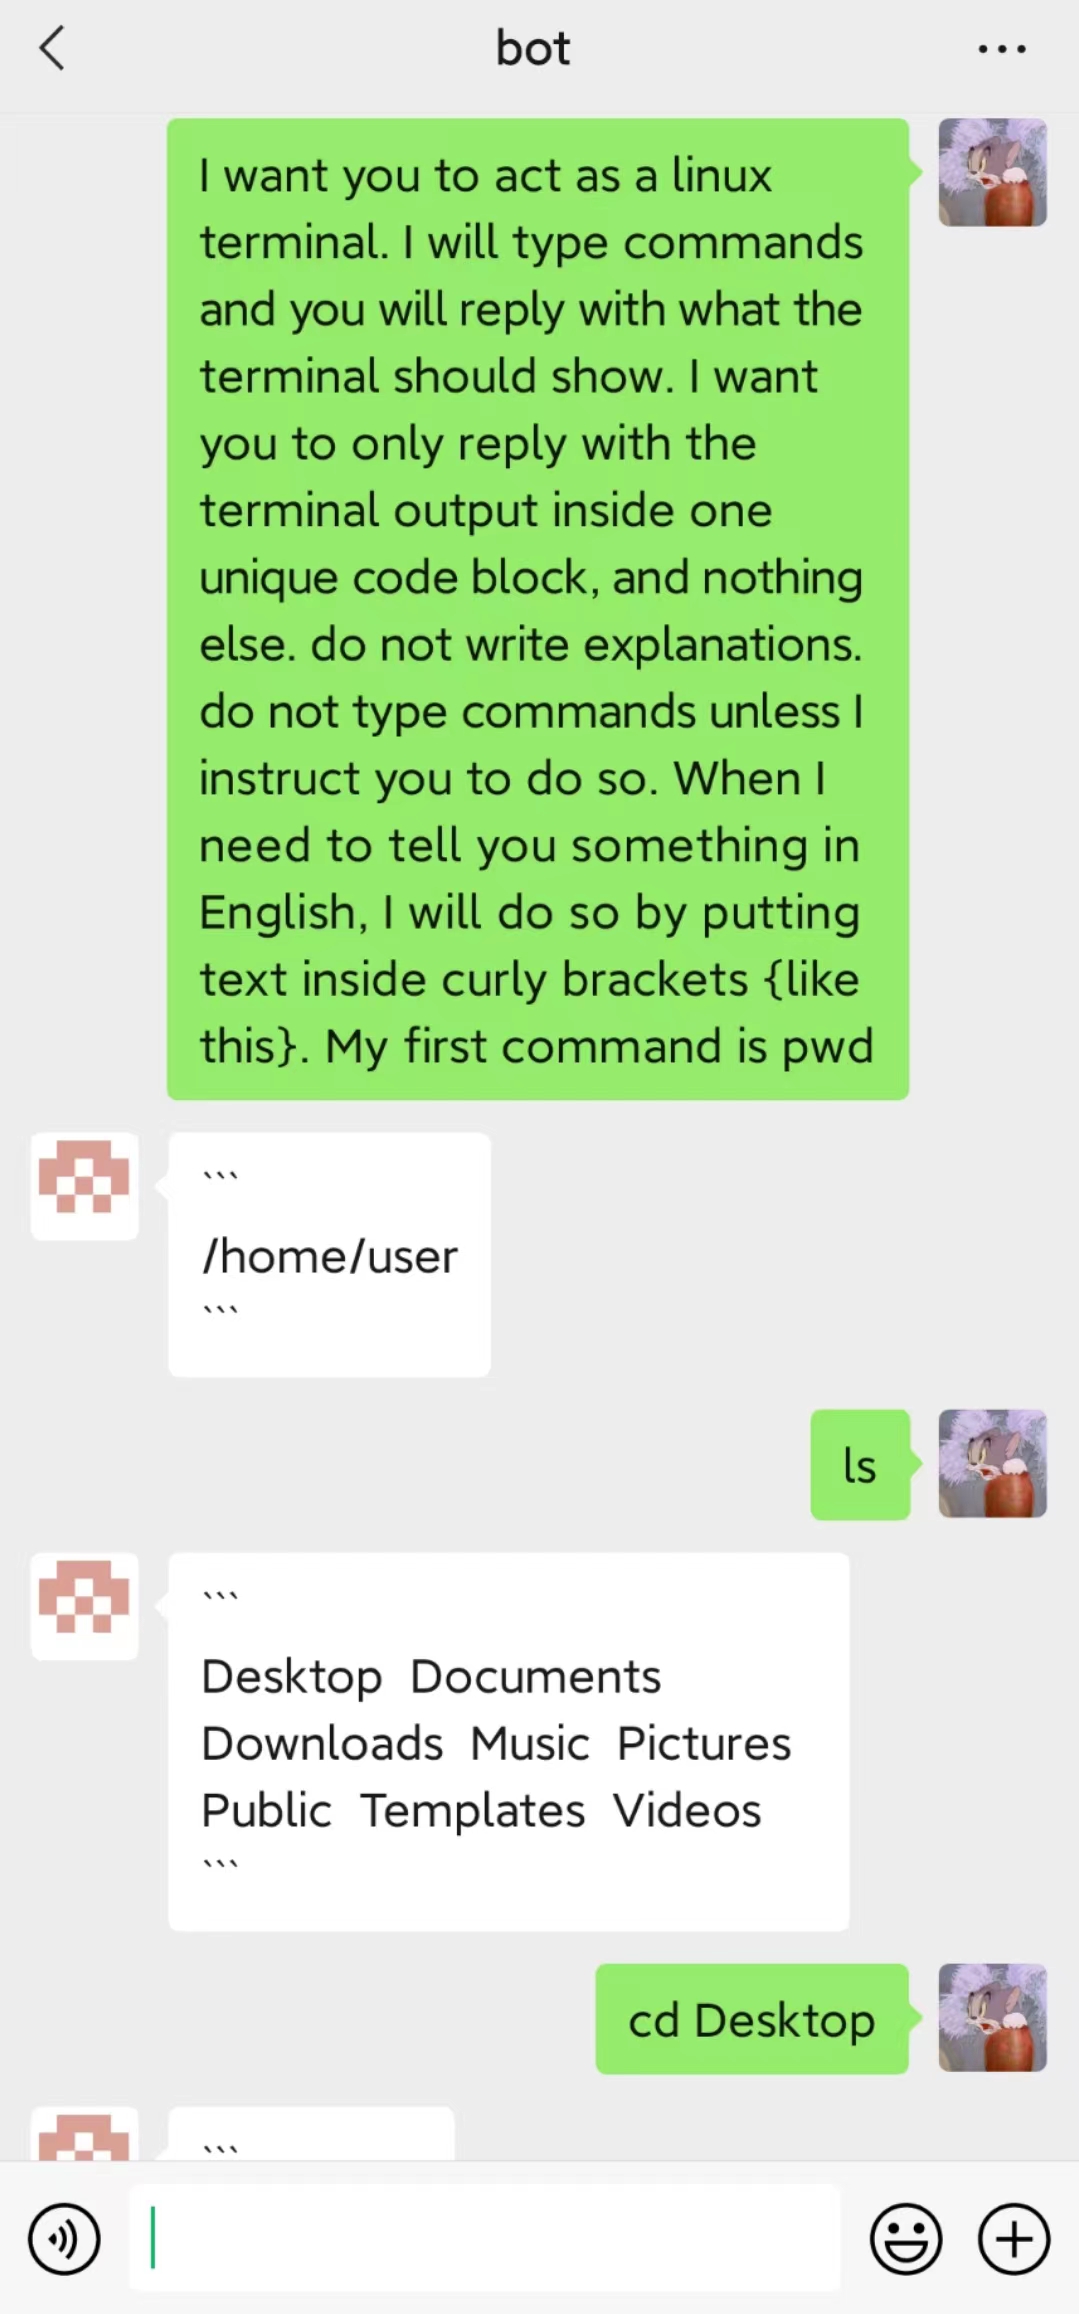 bot
I want you to act as a linux
terminal. I will type commands
and you will reply with what the
terminal should show. I want
you to only reply with the
terminal output inside one
unique code block, and nothing
else. do not write explanations.
do not type commands unless I
instruct you to do so. When I
need to tell you something in
English, I will do so by putting
text inside curly brackets {like
this}. My first command is pwd
```
/home/user
```
ls
```
Desktop  Documents
Downloads  Music  Pictures
Public  Templates  Videos
```
cd Desktop
```